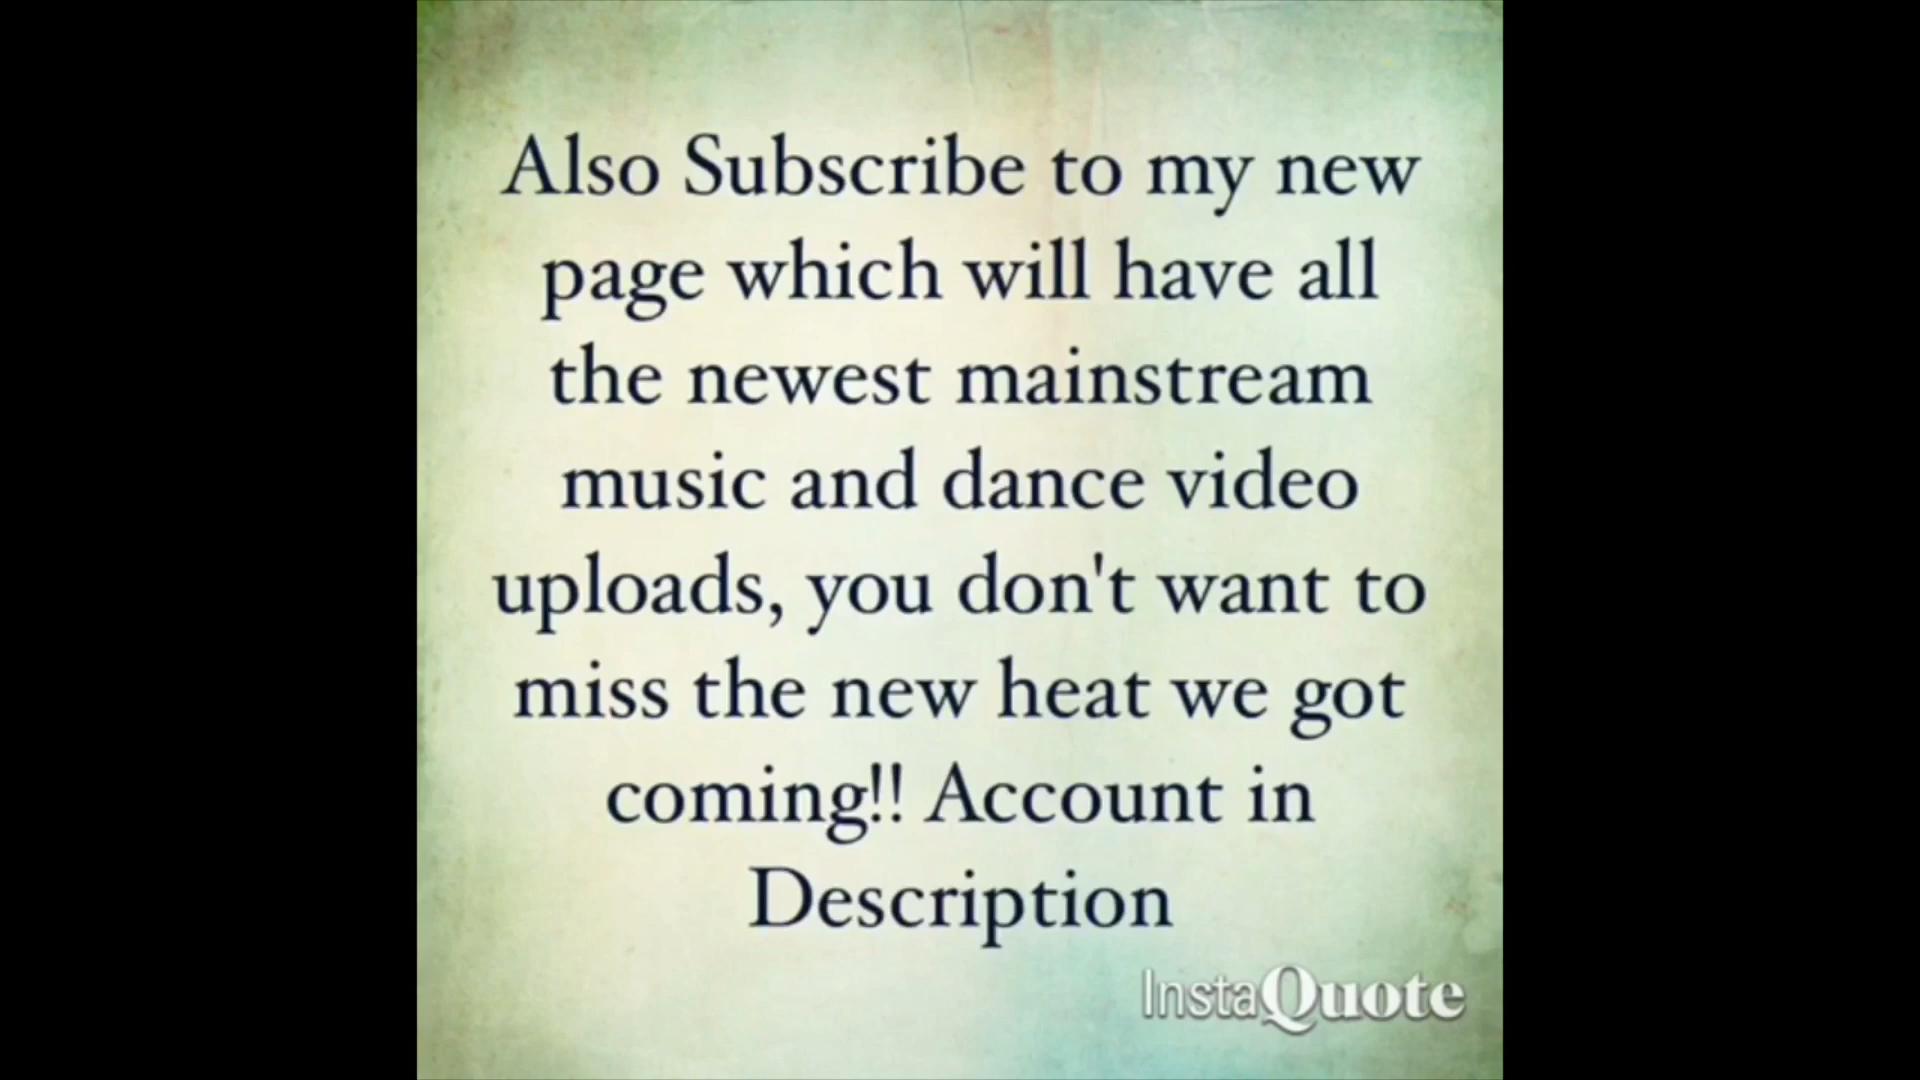 Also Subscribe to my new
page which will have all
the newest mainstream
music and dance video
uploads, you don't want to
miss the new heat we got
coming!! Account in
Description
InstaQuote